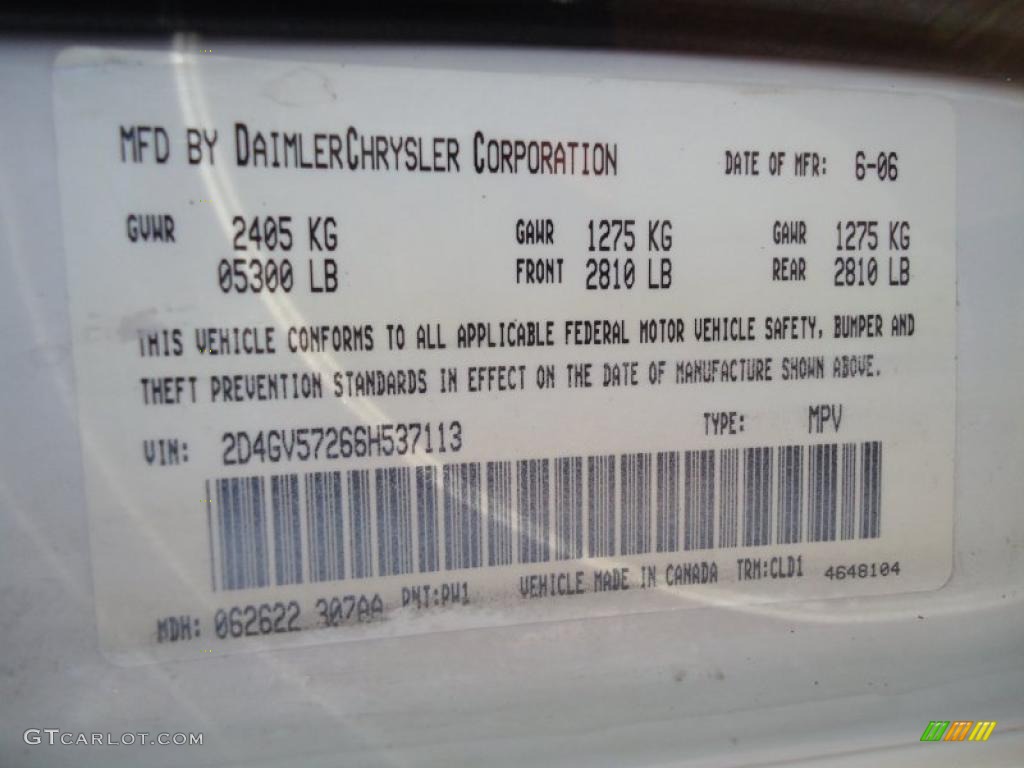 MFD BY DAIMLERCHRYSLER CORPORATION DATE OF MFR: 6-06
GVWR 2405 KG GAWR 1275 KG GAWR 1275 KG
05300 LB FRONT 2810 LB REAR 2810 LB
THIS VEHICLE CONFORMS TO ALL APPLICABLE FEDERAL MOTOR VEHICLE SAFETY, BUMPER AND
THEFT PREVENTION STANDARDS IN EFFECT ON THE DATE OF MANUFACTURE SHOWN ABOVE.
VIN: 2D4GV57266H537113 TYPE: MPV
MDH: 062622 307AA PNT:PW1 VEHICLE MADE IN CANADA TRM:CLD1 4648104
GTCARLOT.COM